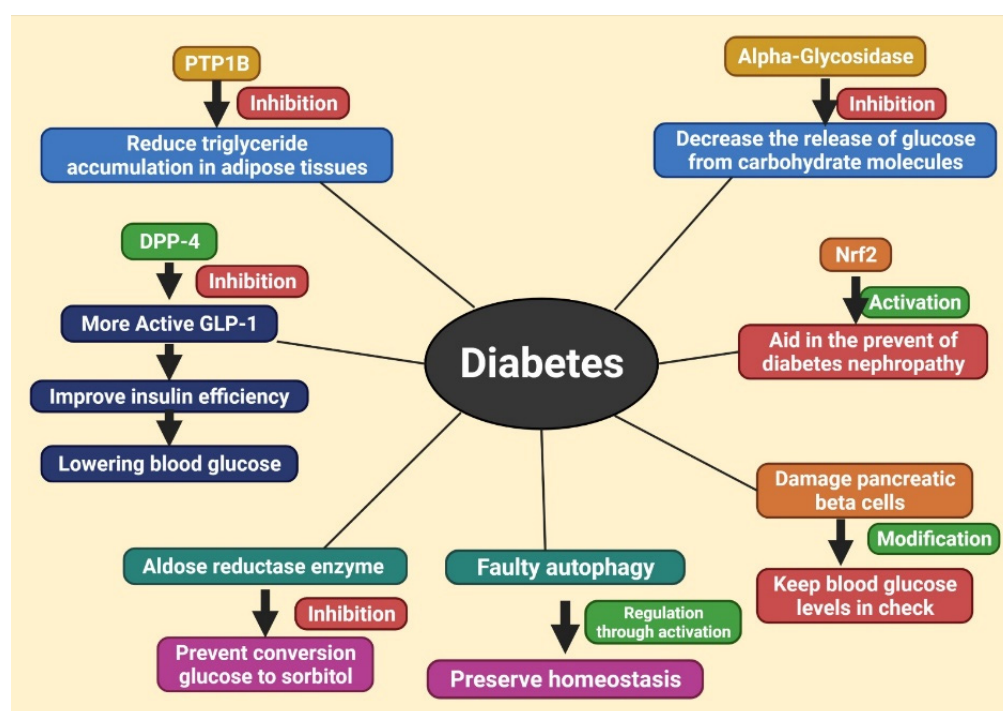 PTP1B
Inhibition
Reduce triglyceride
accumulation in adipose tissues
Alpha-Glycosidase
Inhibition
Decrease the release of glucose
from carbohydrate molecules
DPP-4
Inhibition
More Active GLP-1
Improve insulin efficiency
Lowering blood glucose
Nrf2
Activation
Aid in the prevent of
diabetes nephropathy
Diabetes
Damage pancreatic
beta cells
Modification
Keep blood glucose
levels in check
Aldose reductase enzyme
Inhibition
Prevent conversion
glucose to sorbitol
Faulty autophagy
Regulation
through activation
Preserve homeostasis